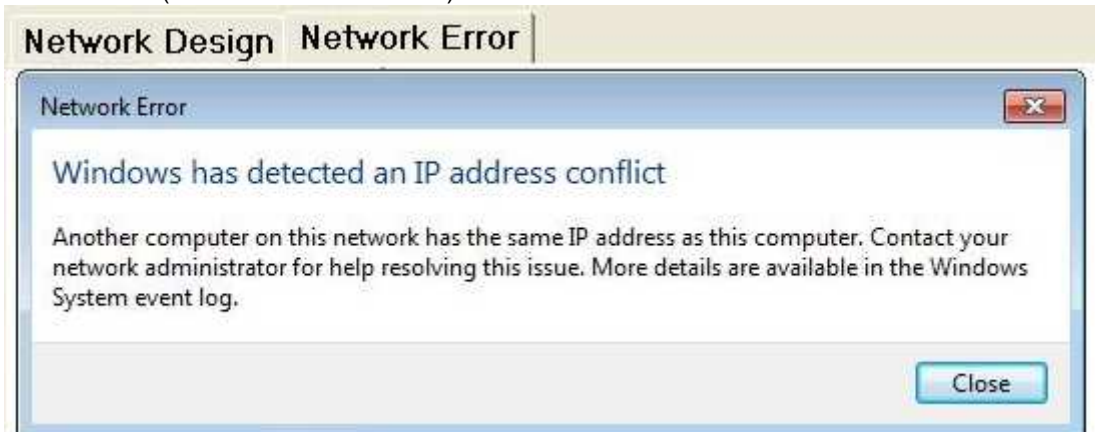 Network Design Network Error
Network Error
Windows has detected an IP address conflict
Another computer on this network has the same IP address as this computer. Contact your
network administrator for help resolving this issue. More details are available in the Windows
System event log.
Close